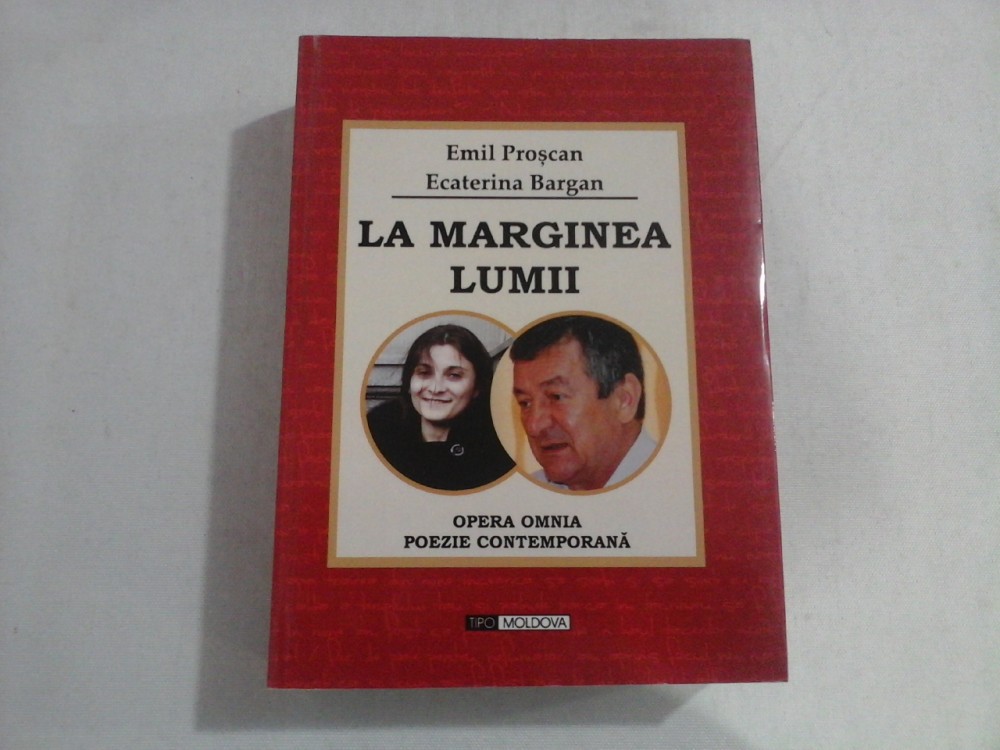 Emil Proșcan
Ecaterina Bargan
LA MARGINEA
LUMII
OPERA OMNIA
POEZIE CONTEMPORANĂ
TIPO MOLDOVA